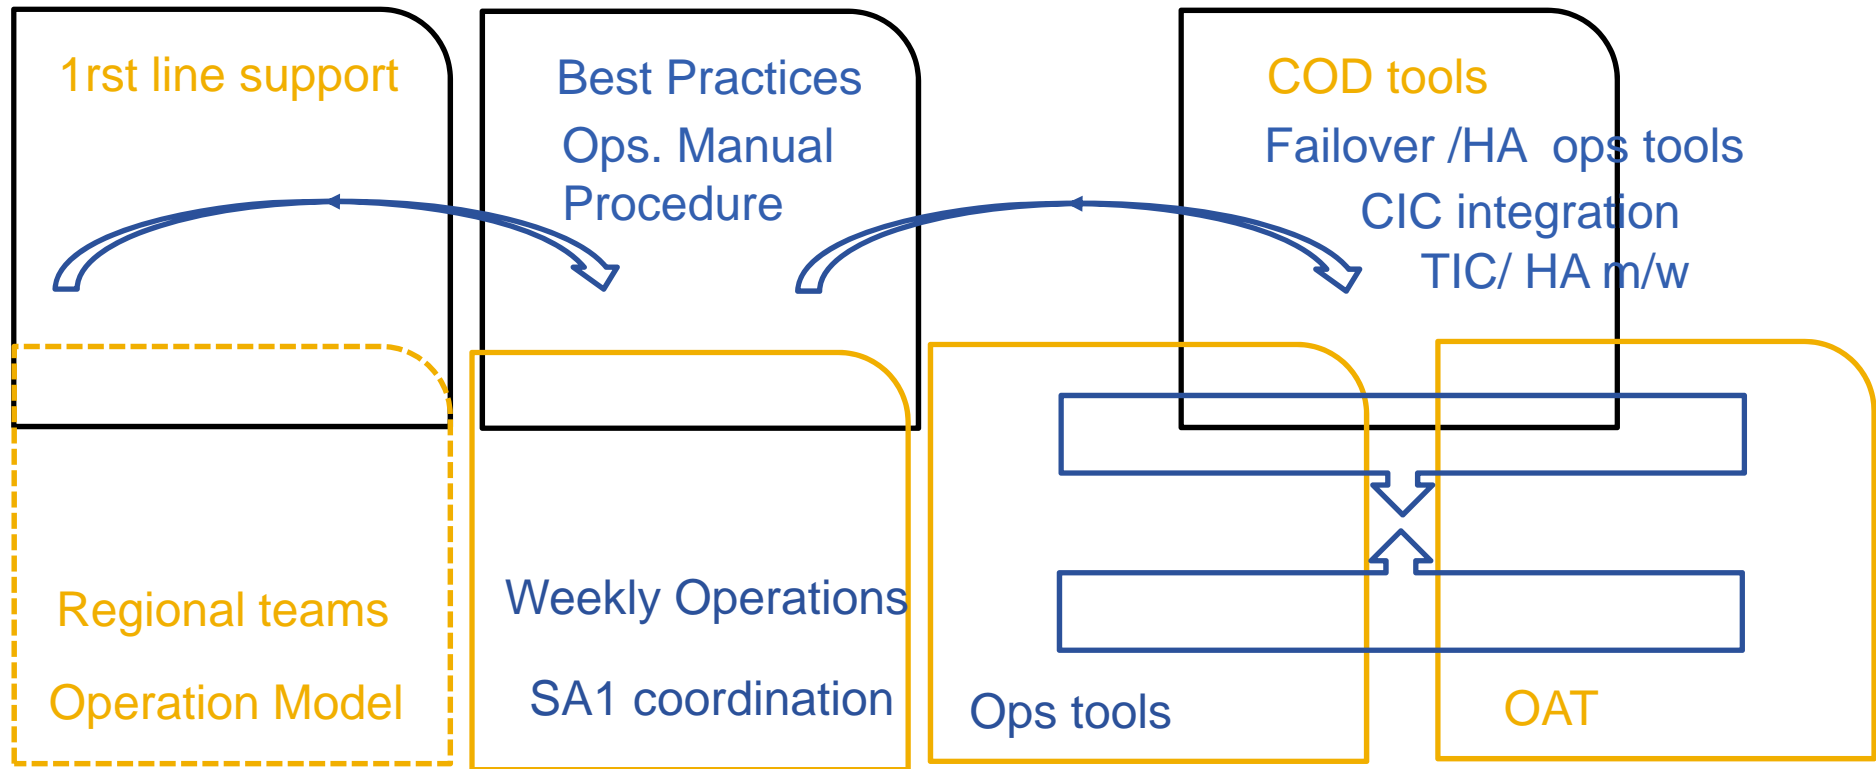 1rst line support
Best Practices
Ops. Manual
Procedure
COD tools
Failover /HA ops tools
CIC integration
TIC/ HA m/w
Regional teams
Operation Model
Weekly Operations
SA1 coordination
Ops tools
OAT